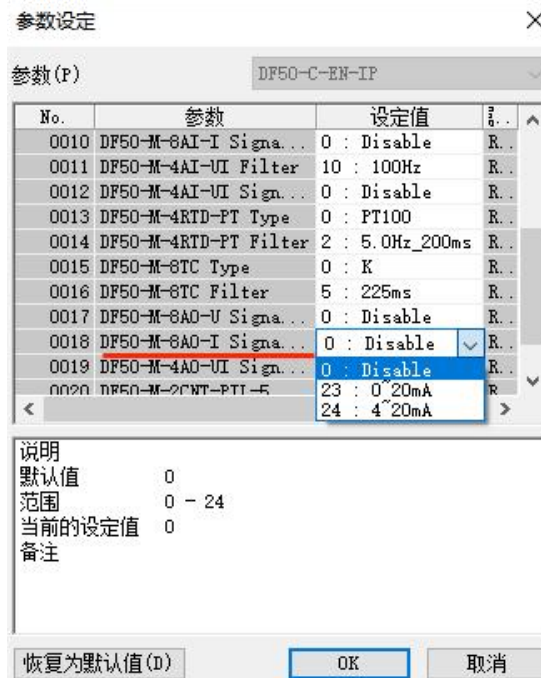 参数设定
参数(P) DF50-C-EN-IP
No. 参数 设定值
0010 DF50-M-8AI-I Signa... 0 : Disable R..
0011 DF50-M-4AI-UI Filter 10 : 100Hz R..
0012 DF50-M-4AI-UI Sign... 0 : Disable R..
0013 DF50-M-4RTD-PT Type 0 : PT100 R..
0014 DF50-M-4RTD-PT Filter 2 : 5.0Hz_200ms R..
0015 DF50-M-8TC Type 0 : K R..
0016 DF50-M-8TC Filter 5 : 225ms R..
0017 DF50-M-8AO-U Signa... 0 : Disable R..
0018 DF50-M-8AO-I Signa... 0 : Disable R..
0019 DF50-M-4AO-UI Sign... 0 : Disable R..
0020 DF50-M-2CNT-PIL-5 23 : 0~20mA R
24 : 4~20mA
说明
默认值 0
范围 0 - 24
当前的设定值 0
备注
恢复为默认值(D) OK 取消